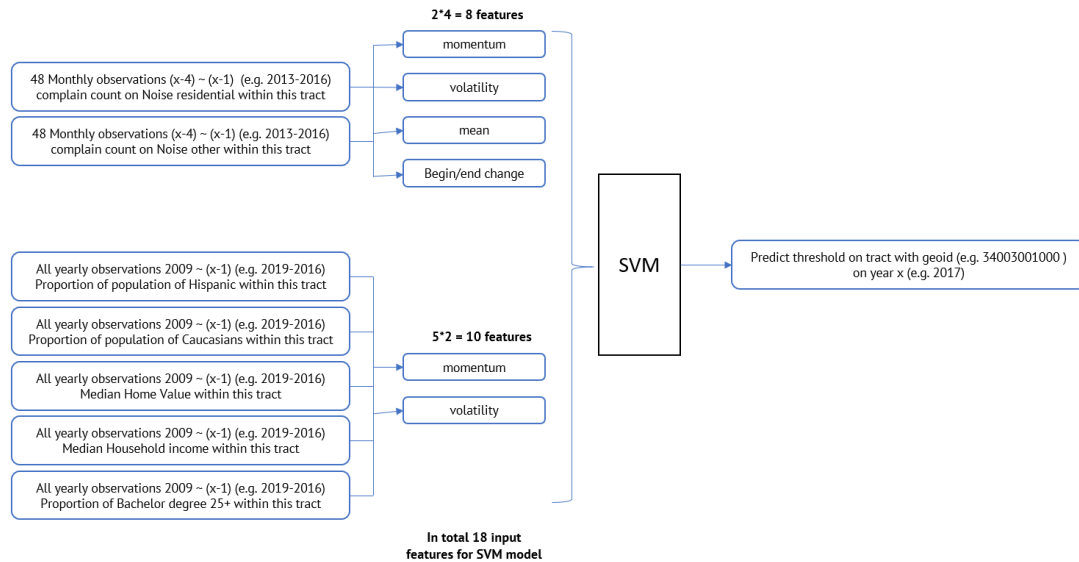 2*4 = 8 features
momentum
volatility
mean
Begin/end change
48 Monthly observations (x-4) ~ (x-1) (e.g. 2013-2016)
complain count on Noise residential within this tract
48 Monthly observations (x-4) ~ (x-1) (e.g. 2013-2016)
complain count on Noise other within this tract
All yearly observations 2009 ~ (x-1) (e.g. 2019-2016)
Proportion of population of Hispanic within this tract
All yearly observations 2009 ~ (x-1) (e.g. 2019-2016)
Proportion of population of Caucasians within this tract
All yearly observations 2009 ~ (x-1) (e.g. 2019-2016)
Median Home Value within this tract
All yearly observations 2009 ~ (x-1) (e.g. 2019-2016)
Median Household income within this tract
All yearly observations 2009 ~ (x-1) (e.g. 2019-2016)
Proportion of Bachelor degree 25+ within this tract
5*2 = 10 features
momentum
volatility
In total 18 input
features for SVM model
SVM
Predict threshold on tract with geoid (e.g. 34003001000 )
on year x (e.g. 2017)